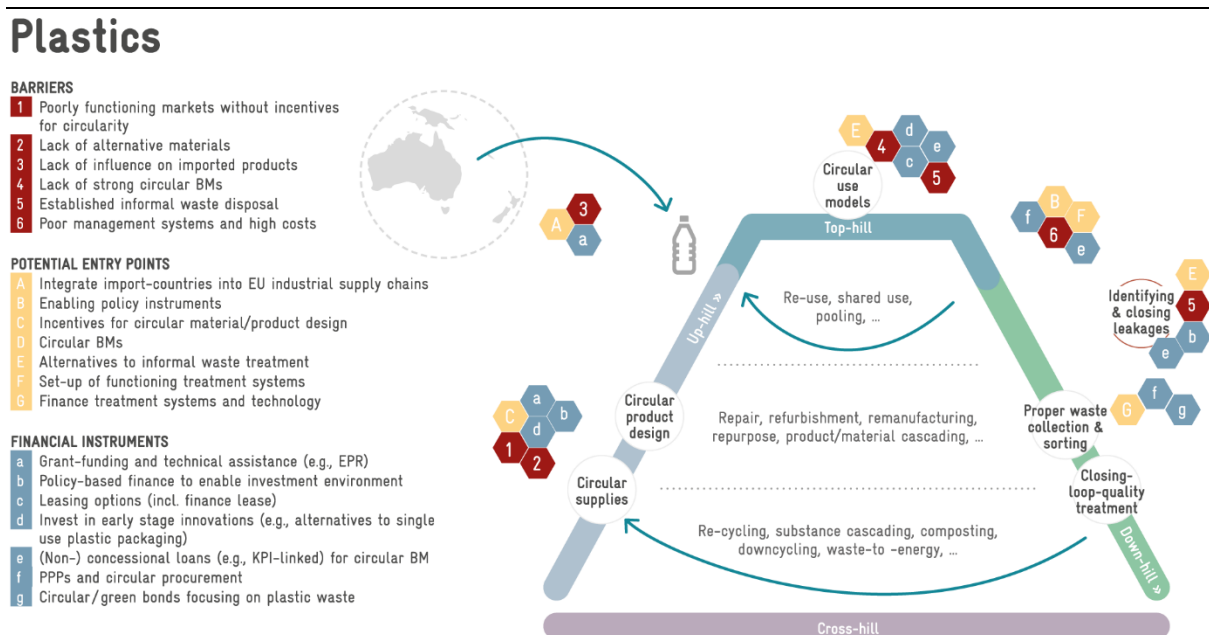 Plastics
BARRIERS
1 Poorly functioning markets without incentives
for circularity
2 Lack of alternative materials
3 Lack of influence on imported products
4 Lack of strong circular BMs
5 Established informal waste disposal
6 Poor management systems and high costs
POTENTIAL ENTRY POINTS
A Integrate import-countries into EU industrial supply chains
B Enabling policy instruments
C Incentives for circular material/product design
D Circular BMs
E Alternatives to informal waste treatment
F Set-up of functioning treatment systems
G Finance treatment systems and technology
FINANCIAL INSTRUMENTS
a Grant-funding and technical assistance (e.g., EPR)
b Policy-based finance to enable investment environment
c Leasing options (incl. finance lease)
d Invest in early stage innovations (e.g., alternatives to single
use plastic packaging)
e (Non-) concessional loans (e.g., KPI-linked) for circular BM
f PPPs and circular procurement
g Circular/green bonds focusing on plastic waste
3
A
a
E
d
4
e
c
5
Circular
use
models
Top-hill
B
f
F
6
e
E
5
b
e
Identifying
& closing
leakages
Up-hill »
Re-use, shared use,
pooling, ...
a
C
b
d
1
2
Circular
product
design
Repair, refurbishment, remanufacturing,
repurpose, product/material cascading, ...
f
G
g
Proper waste
collection &
sorting
Circular
supplies
Closing-
loop-quality
treatment
Re-cycling, substance cascading, composting,
downcycling, waste-to -energy, ...
Down-hill »
Cross-hill